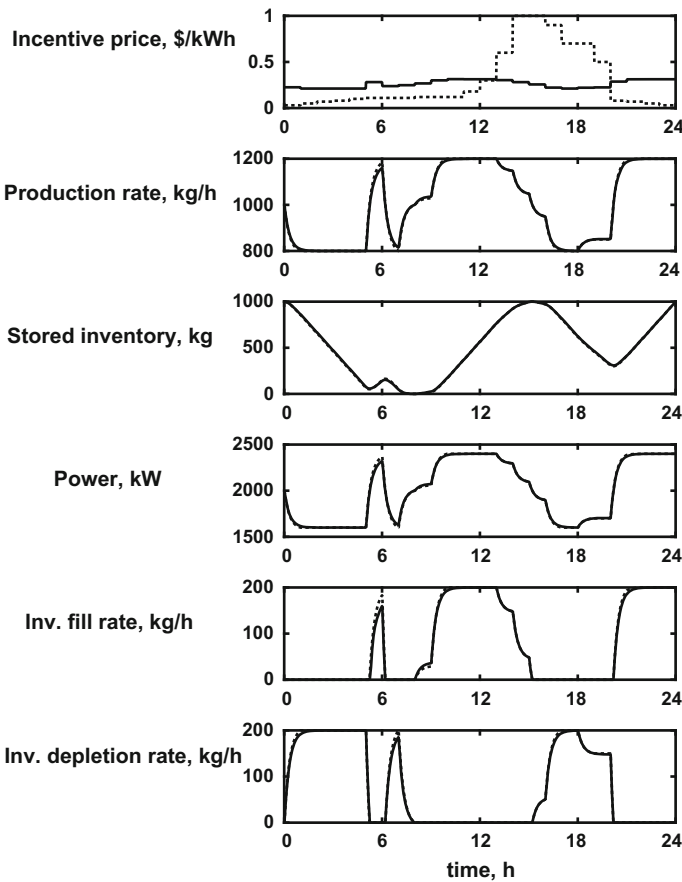 Incentive price, $/kWh
1
0.5
0
0 6 12 18 24
Production rate, kg/h
1200
1000
800
0 6 12 18 24
Stored inventory, kg
1000
500
0
0 6 12 18 24
Power, kW
2500
2000
1500
0 6 12 18 24
Inv. fill rate, kg/h
200
100
0
0 6 12 18 24
Inv. depletion rate, kg/h
200
100
0
0 6 12 18 24
time, h